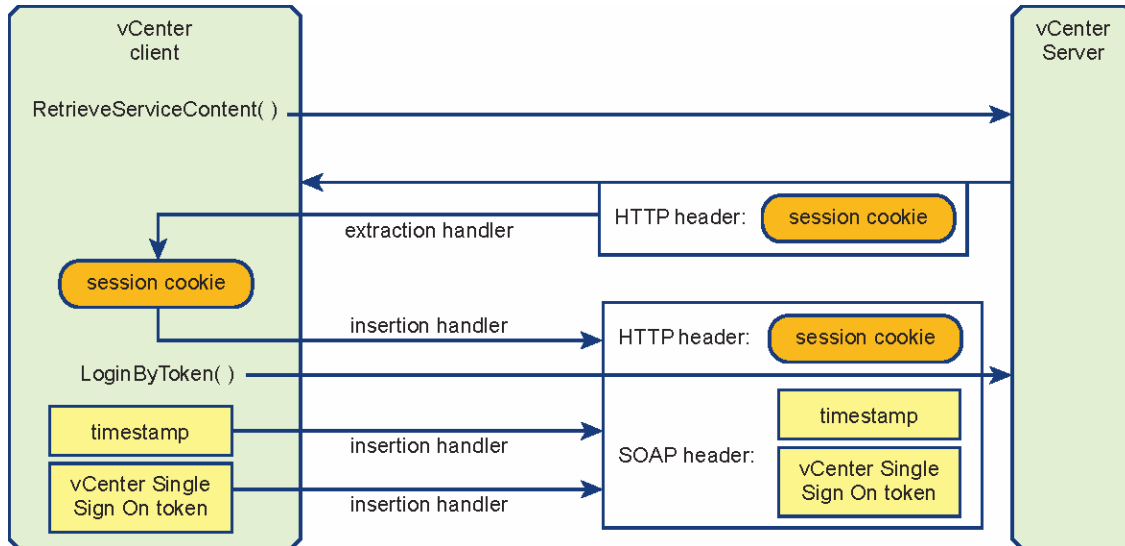 vCenter
client
vCenter
Server
RetrieveServiceContent( )
HTTP header:
session cookie
extraction handler
session cookie
insertion handler
HTTP header:
session cookie
LoginByToken( )
timestamp
insertion handler
timestamp
SOAP header:
vCenter Single
Sign On token
insertion handler
vCenter Single
Sign On token